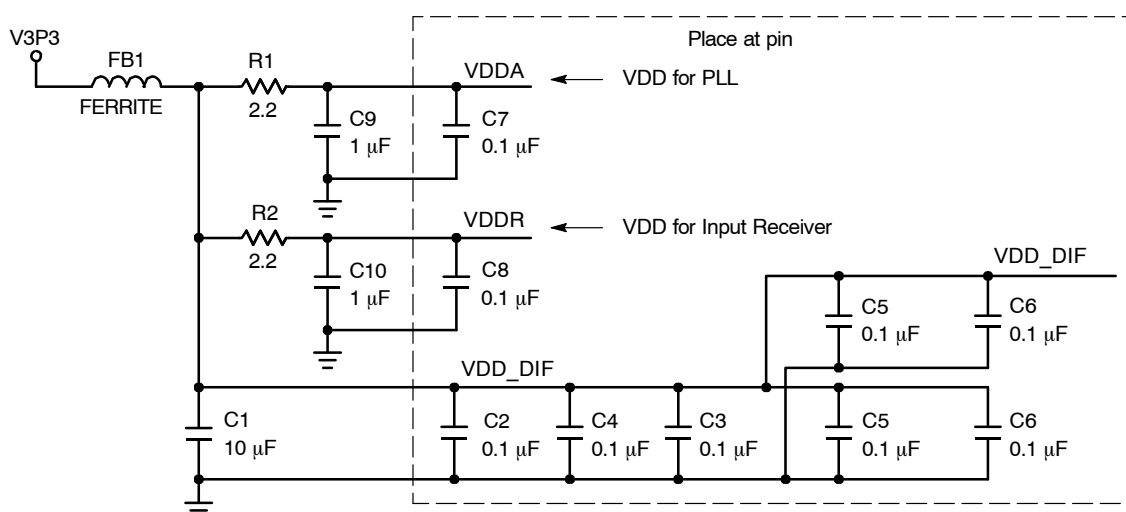 Place at pin
V3P3
FB1
FERRITE
R1
2.2
VDDA
VDD for PLL
C9
1 μF
C7
0.1 μF
R2
2.2
VDDR
VDD for Input Receiver
C10
1 μF
C8
0.1 μF
VDD_DIF
C5
0.1 μF
C6
0.1 μF
VDD_DIF
C1
10 μF
C2
0.1 μF
C4
0.1 μF
C3
0.1 μF
C5
0.1 μF
C6
0.1 μF